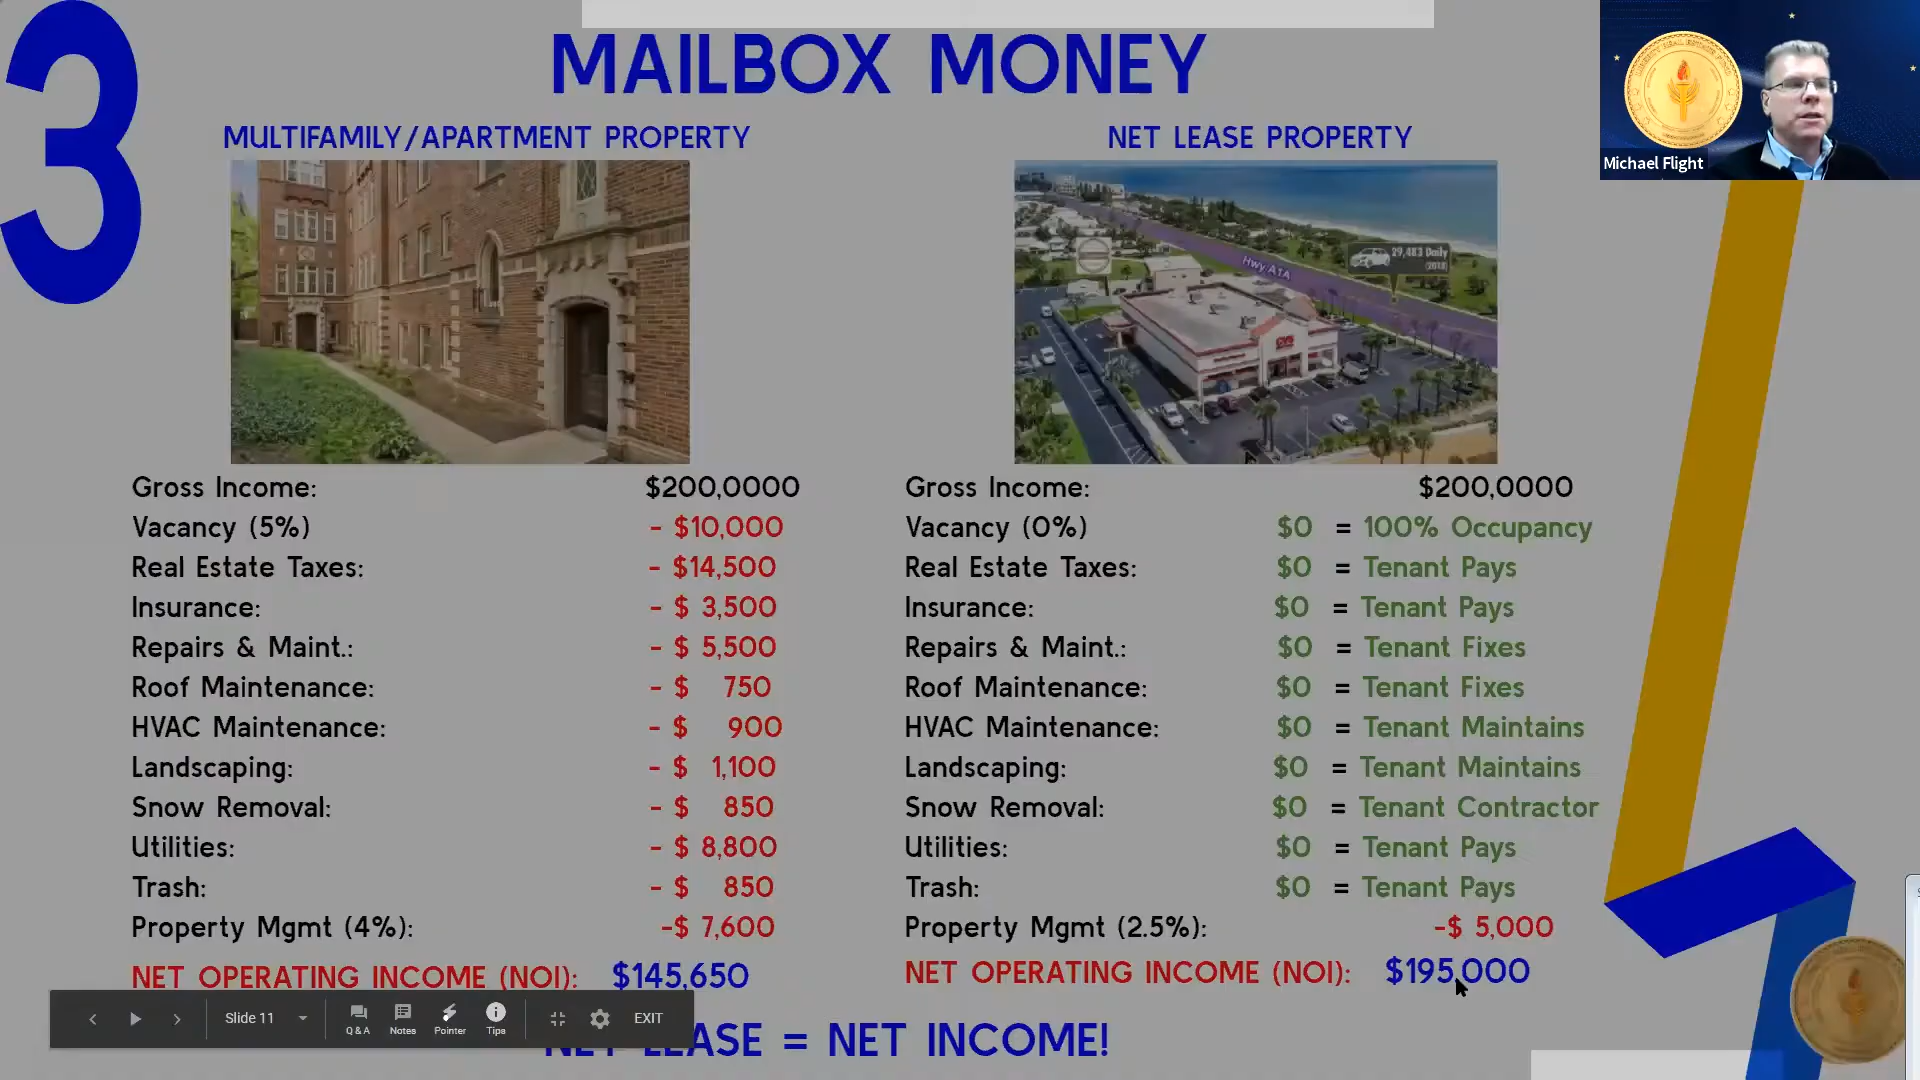 3
MAILBOX MONEY
MULTIFAMILY/APARTMENT PROPERTY
Gross Income: $200,0000
Vacancy (5%) - $10,000
Real Estate Taxes: - $14,500
Insurance: - $ 3,500
Repairs & Maint.: - $ 5,500
Roof Maintenance: - $ 750
HVAC Maintenance: - $ 900
Landscaping: - $ 1,100
Snow Removal: - $ 850
Utilities: - $ 8,800
Trash: - $ 850
Property Mgmt (4%): -$ 7,600
NET OPERATING INCOME (NOI): $145,650
NET LEASE PROPERTY
29,483 Daily
(2018)
Hwy A1A
CVS
Gross Income: $200,0000
Vacancy (0%) $0 = 100% Occupancy
Real Estate Taxes: $0 = Tenant Pays
Insurance: $0 = Tenant Pays
Repairs & Maint.: $0 = Tenant Fixes
Roof Maintenance: $0 = Tenant Fixes
HVAC Maintenance: $0 = Tenant Maintains
Landscaping: $0 = Tenant Maintains
Snow Removal: $0 = Tenant Contractor
Utilities: $0 = Tenant Pays
Trash: $0 = Tenant Pays
Property Mgmt (2.5%): -$ 5,000
NET OPERATING INCOME (NOI): $195,000
NET LEASE = NET INCOME!
Slide 11
Q & A
Notes
Pointer
Tips
EXIT
Michael Flight